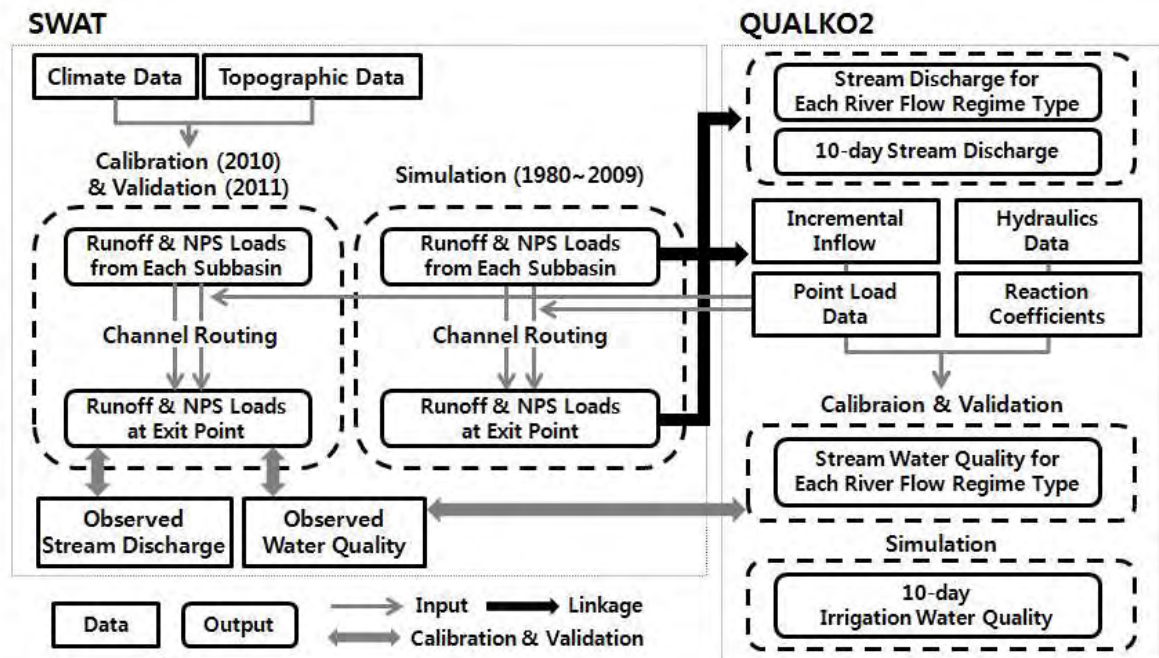 SWAT
Climate Data
Topographic Data
Calibration (2010)
& Validation (2011)
Runoff & NPS Loads
from Each Subbasin
Channel Routing
Runoff & NPS Loads
at Exit Point
Simulation (1980~2009)
Runoff & NPS Loads
from Each Subbasin
Channel Routing
Runoff & NPS Loads
at Exit Point
Observed
Stream Discharge
Observed
Water Quality
QUALKO2
Stream Discharge for
Each River Flow Regime Type
10-day Stream Discharge
Incremental
Inflow
Hydraulics
Data
Point Load
Data
Reaction
Coefficients
Calibraion & Validation
Stream Water Quality for
Each River Flow Regime Type
Simulation
10-day
Irrigation Water Quality
Data
Output
Input
Linkage
Calibration & Validation